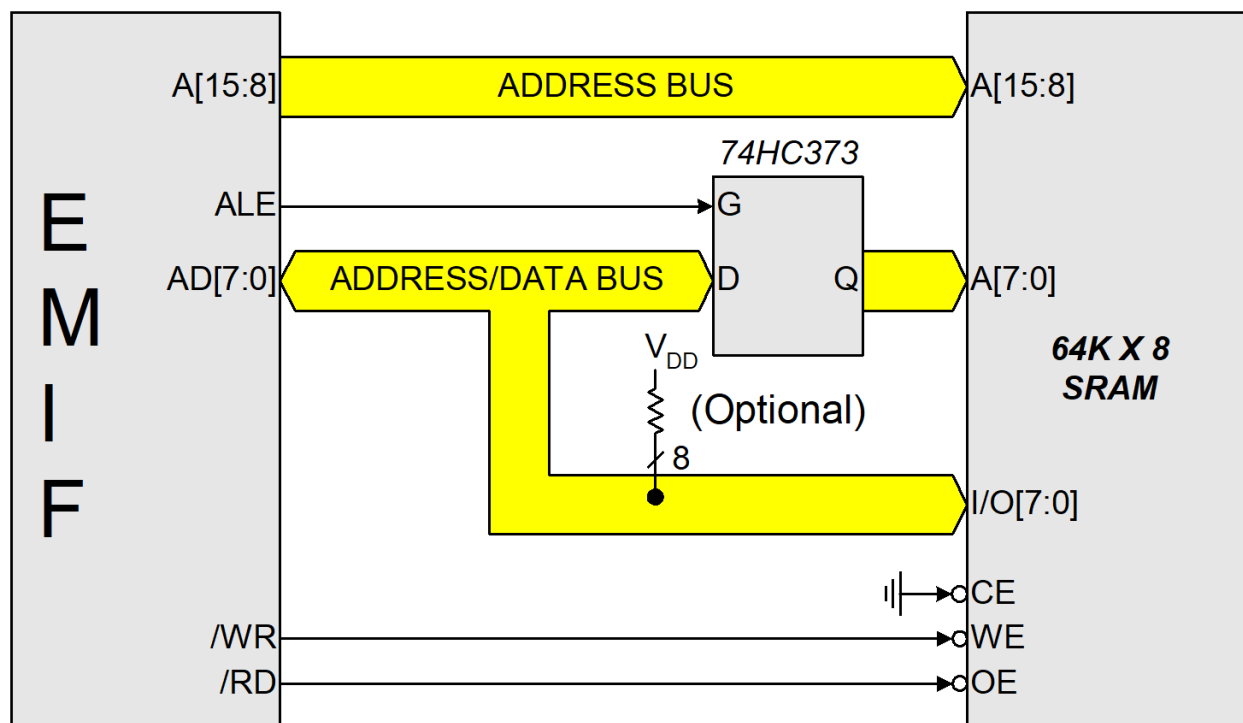 A[15:8]
ADDRESS BUS
A[15:8]
74HC373
ALE
G
E
M
I
F
AD[7:0]
ADDRESS/DATA BUS
D
Q
A[7:0]
VDD
(Optional)
8
64K X 8
SRAM
I/O[7:0]
CE
/WR
WE
/RD
OE